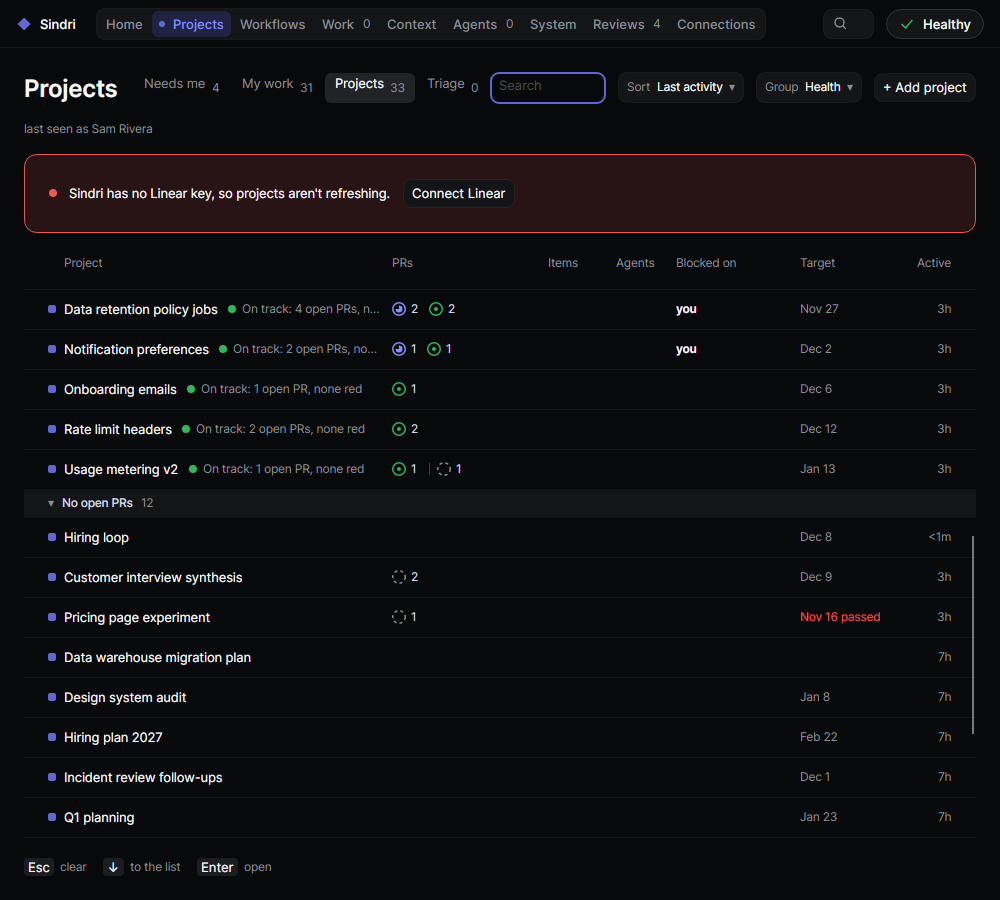 Sindri Home Projects Workflows Work 0 Context Agents 0 System Reviews 4 Connections Healthy
Projects Needs me 4 My work 31 Projects 33 Triage 0 Search Sort Last activity Group Health + Add project
last seen as Sam Rivera
Sindri has no Linear key, so projects aren't refreshing. Connect Linear
Project PRs Items Agents Blocked on Target Active
Data retention policy jobs On track: 4 open PRs, n... 2 2 you Nov 27 3h
Notification preferences On track: 2 open PRs, no... 1 1 you Dec 2 3h
Onboarding emails On track: 1 open PR, none red 1 Dec 6 3h
Rate limit headers On track: 2 open PRs, none red 2 Dec 12 3h
Usage metering v2 On track: 1 open PR, none red 1 1 Jan 13 3h
No open PRs 12
Hiring loop Dec 8 <1m
Customer interview synthesis 2 Dec 9 3h
Pricing page experiment 1 Nov 16 passed 3h
Data warehouse migration plan 7h
Design system audit Jan 8 7h
Hiring plan 2027 Feb 22 7h
Incident review follow-ups Dec 1 7h
Q1 planning Jan 23 7h
Esc clear ↓ to the list Enter open